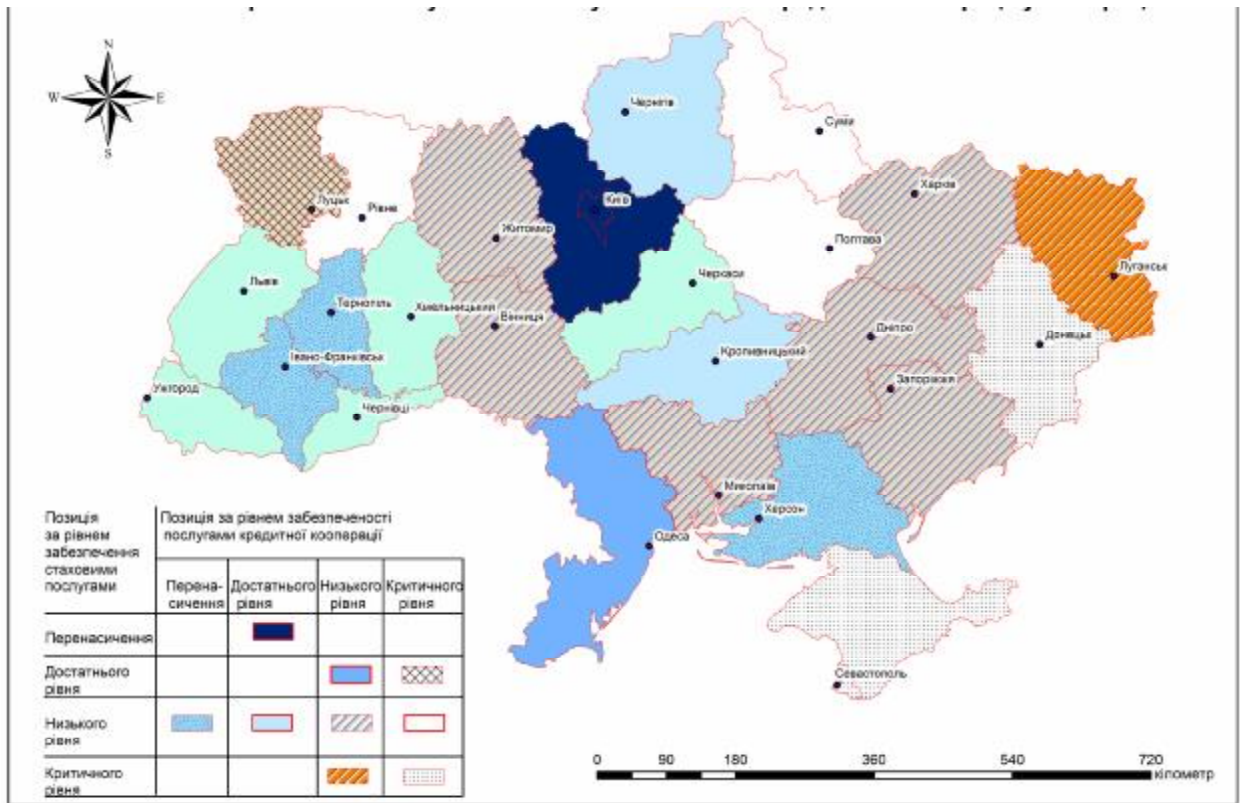 N
W
E
S
Чернігів
Суми
Луцьк
Рівне
Київ
Харків
Житомир
Полтава
Львів
Черкаси
Луганськ
Тернопіль
Хмельницький
Вінниця
Дніпро
Донецьк
Івано-Франківськ
Кропивницький
Запоріжжя
Ужгород
Чернівці
Миколаїв
Херсон
Одеса
Севастополь
Позиція
за рівнем
забезпечення
стаховими
послугами
Позиція за рівнем забезпеченості
послугами кредитної кооперації
Перена-
сичення
Достатнього
рівня
Низького
рівня
Критичного
рівня
Перенасичення
Достатнього
рівня
Низького
рівня
Критичного
рівня
0 90 180 360 540 720
кілометр